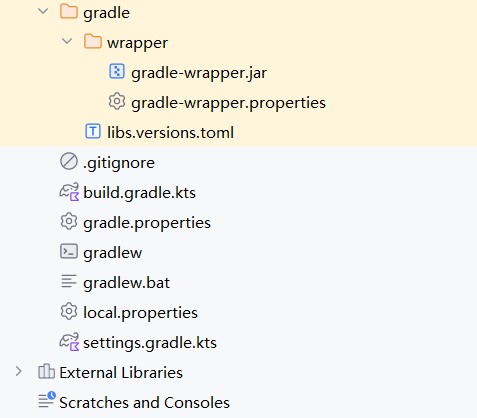 gradle
wrapper
gradle-wrapper.jar
gradle-wrapper.properties
libs.versions.toml
.gitignore
build.gradle.kts
gradle.properties
gradlew
gradlew.bat
local.properties
settings.gradle.kts
External Libraries
Scratches and Consoles